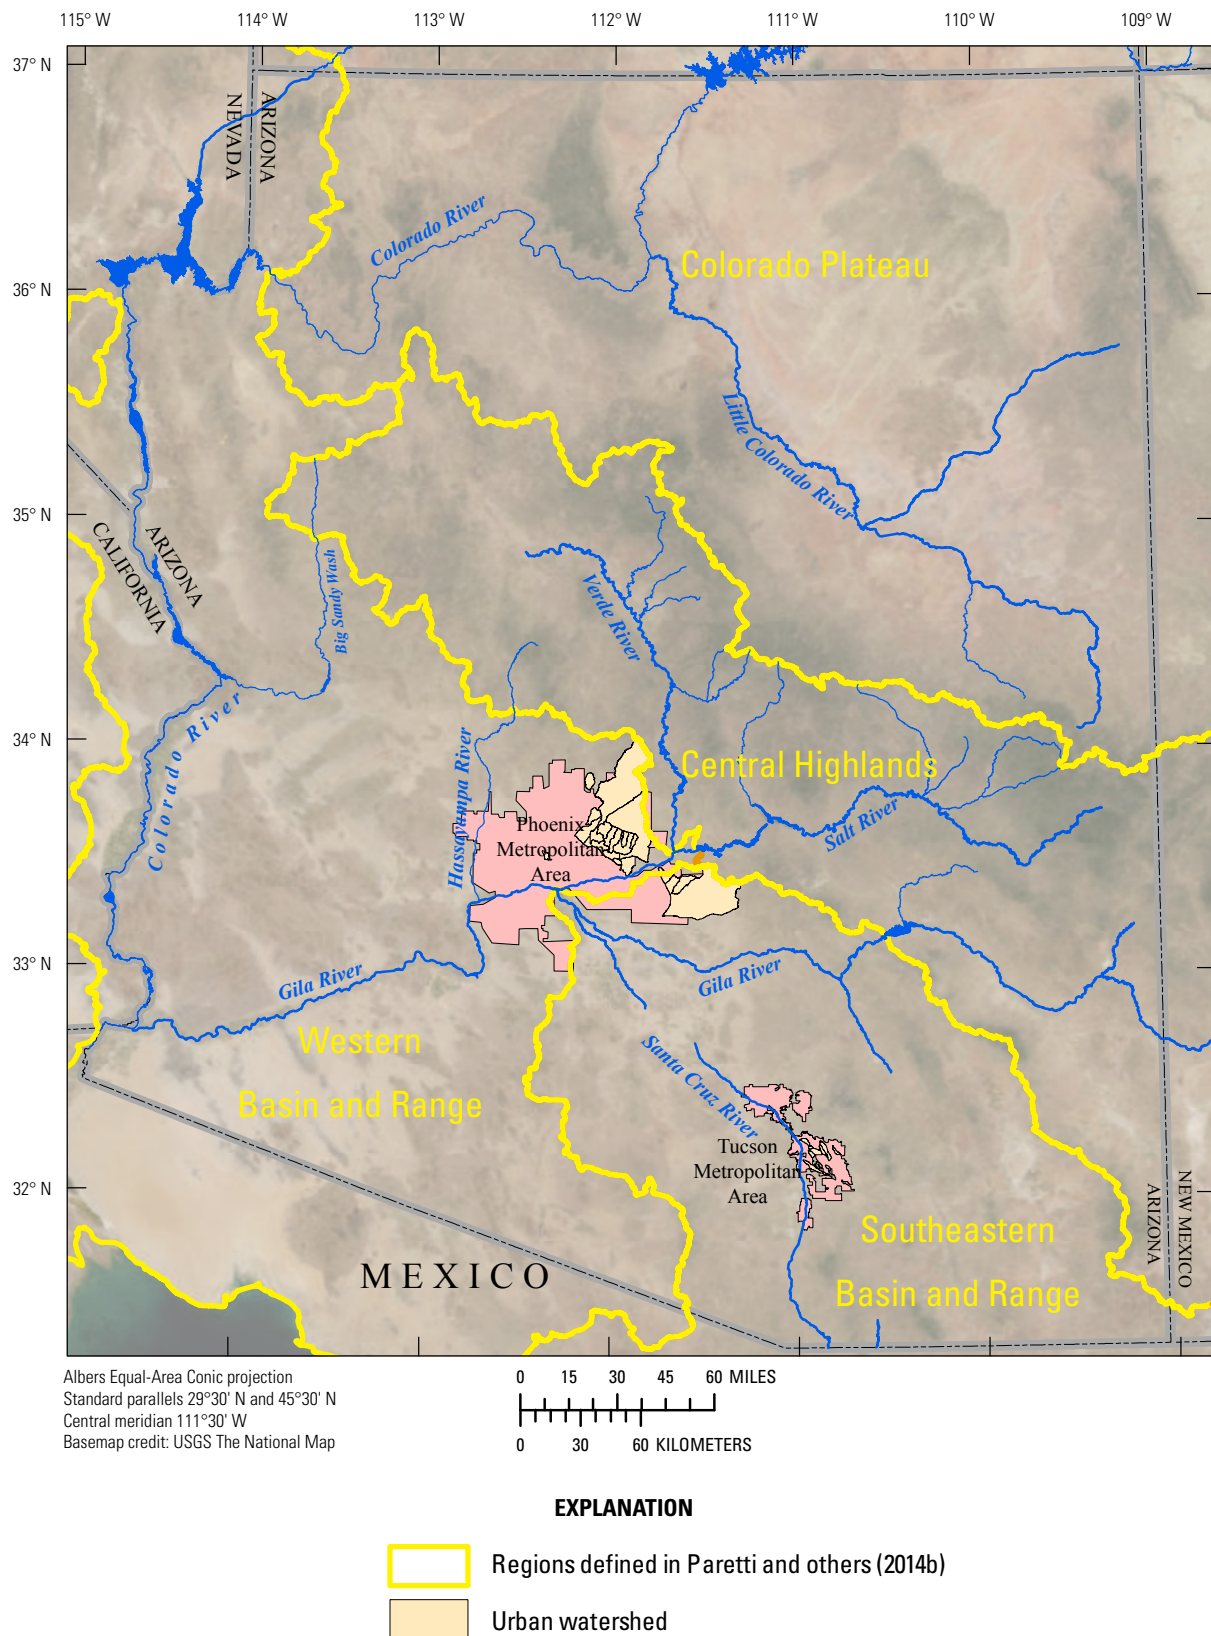 115° W
114° W
113° W
112° W
111° W
110° W
109° W
37° N
36° N
35° N
34° N
33° N
32° N
NEVADA
ARIZONA
Colorado River
Colorado Plateau
Little Colorado River
CALIFORNIA
ARIZONA
Big Sandy Wash
Verde River
Colorado River
Hassayampa River
Central Highlands
Phoenix
Metropolitan
Area
Salt River
Gila River
Gila River
Western
Basin and Range
Santa Cruz River
Tucson
Metropolitan
Area
Southeastern
Basin and Range
ARIZONA
NEW MEXICO
MEXICO
Albers Equal-Area Conic projection
Standard parallels 29°30' N and 45°30' N
Central meridian 111°30' W
Basemap credit: USGS The National Map
0 15 30 45 60 MILES
0 30 60 KILOMETERS
EXPLANATION
Regions defined in Paretti and others (2014b)
Urban watershed